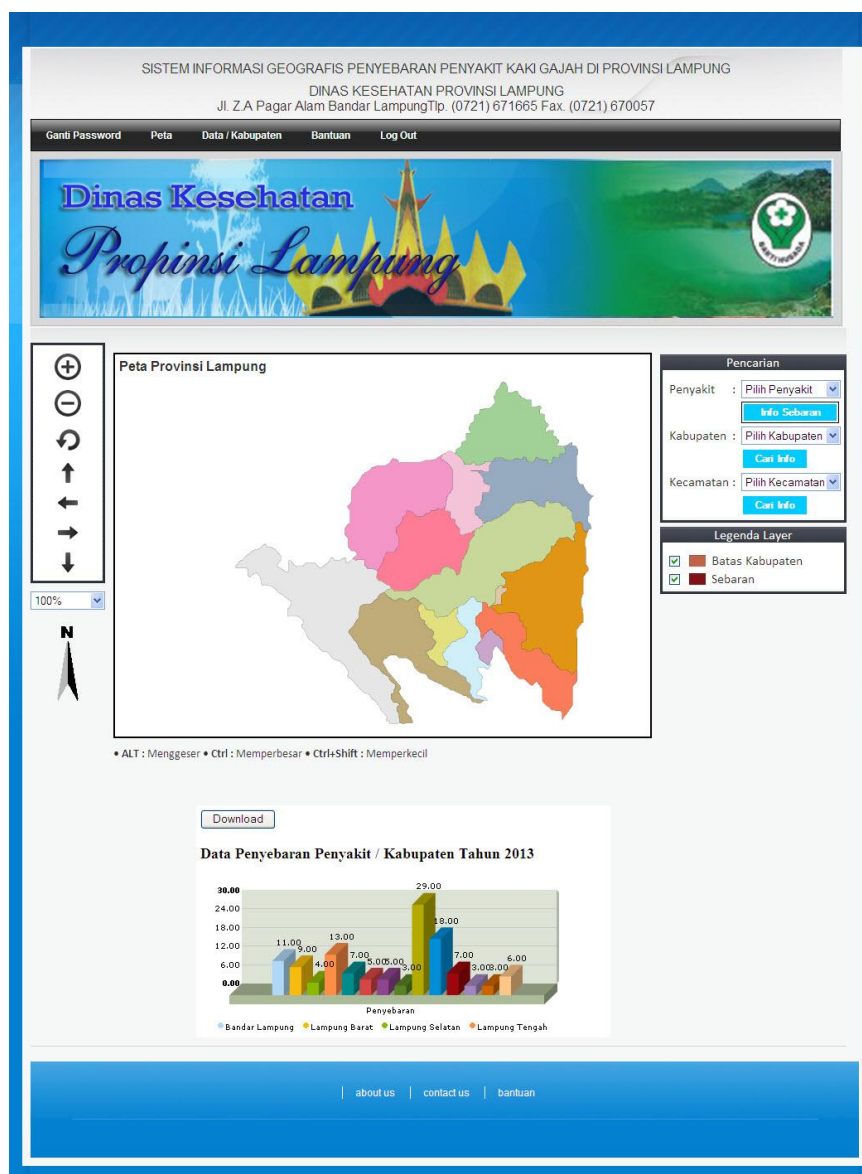 SISTEM INFORMASI GEOGRAFIS PENYEBARAN PENYAKIT KAKI GAJAH DI PROVINSI LAMPUNG
DINAS KESEHATAN PROVINSI LAMPUNG
Jl. Z.A Pagar Alam Bandar LampungTlp. (0721) 671665 Fax. (0721) 670057
Ganti Password Peta Data / Kabupaten Bantuan Log Out
Dinas Kesehatan
Propinsi Lampung
BAKTI HUSADA
Peta Provinsi Lampung
100%
N
Pencarian
Penyakit : Pilih Penyakit
Info Sebaran
Kabupaten : Pilih Kabupaten
Cari Info
Kecamatan : Pilih Kecamatan
Cari Info
Legenda Layer
Batas Kabupaten
Sebaran
• ALT : Menggeser • Ctrl : Memperbesar • Ctrl+Shift : Memperkecil
Download
Data Penyebaran Penyakit / Kabupaten Tahun 2013
30.00
24.00
18.00
12.00
6.00
0.00
11.00 9.00 4.00 13.00 7.00 5.00 5.00 3.00 29.00 18.00 7.00 3.00 3.00 6.00
Penyebaran
Bandar Lampung Lampung Barat Lampung Selatan Lampung Tengah
about us | contact us | bantuan